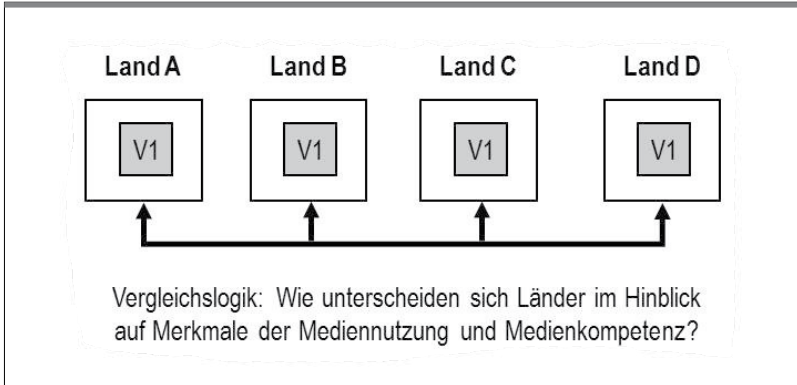 Land A Land B Land C Land D
V1 V1 V1 V1
Vergleichslogik: Wie unterscheiden sich Länder im Hinblick
auf Merkmale der Mediennutzung und Medienkompetenz?